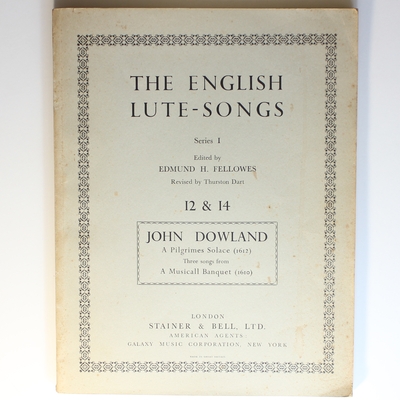 THE ENGLISH
LUTE-SONGS
Series I
Edited by
EDMUND H. FELLOWES
Revised by Thurston Dart
12 & 14
JOHN DOWLAND
A Pilgrimes Solace (1612)
Three songs from
A Musicall Banquet (1610)
LONDON
STAINER & BELL, LTD.
AMERICAN AGENTS
GALAXY MUSIC CORPORATION, NEW YORK